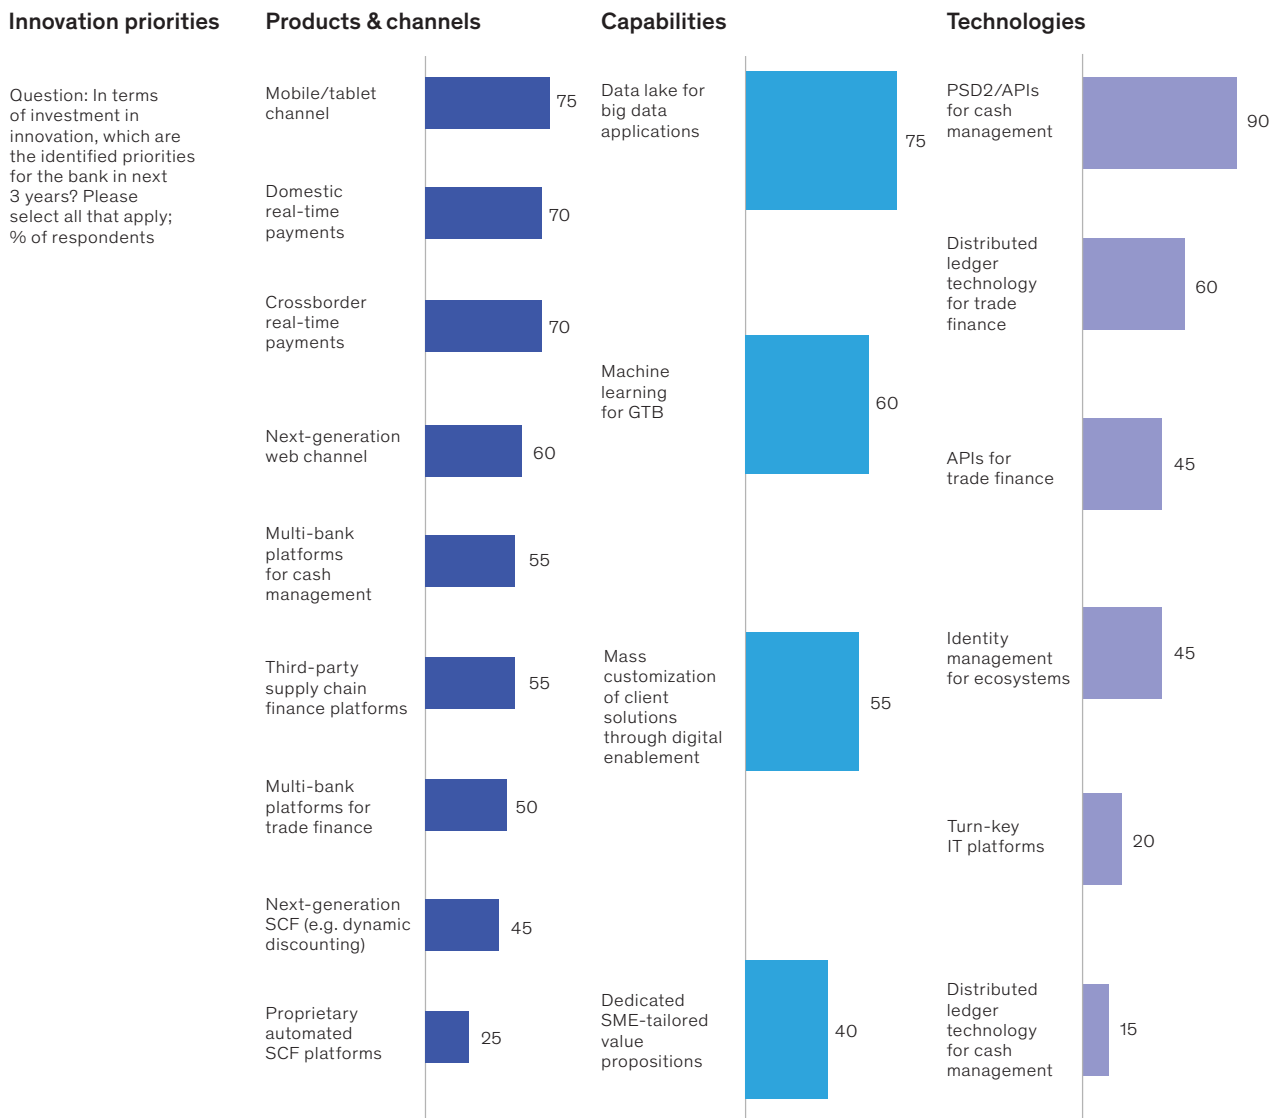 Innovation priorities
Question: In terms
of investment in
innovation, which are
the identified priorities
for the bank in next
3 years? Please
select all that apply;
% of respondents
Products & channels
Mobile/tablet
channel
75
Domestic
real-time
payments
70
Crossborder
real-time
payments
70
Next-generation
web channel
60
Multi-bank
platforms
for cash
management
55
Third-party
supply chain
finance platforms
55
Multi-bank
platforms for
trade finance
50
Next-generation
SCF (e.g. dynamic
discounting)
45
Proprietary
automated
SCF platforms
25
Capabilities
Data lake for
big data
applications
75
Machine
learning
for GTB
60
Mass
customization
of client
solutions
through digital
enablement
55
Dedicated
SME-tailored
value
propositions
40
Technologies
PSD2/APIs
for cash
management
90
Distributed
ledger
technology
for trade
finance
60
APIs for
trade finance
45
Identity
management
for ecosystems
45
Turn-key
IT platforms
20
Distributed
ledger
technology
for cash
management
15